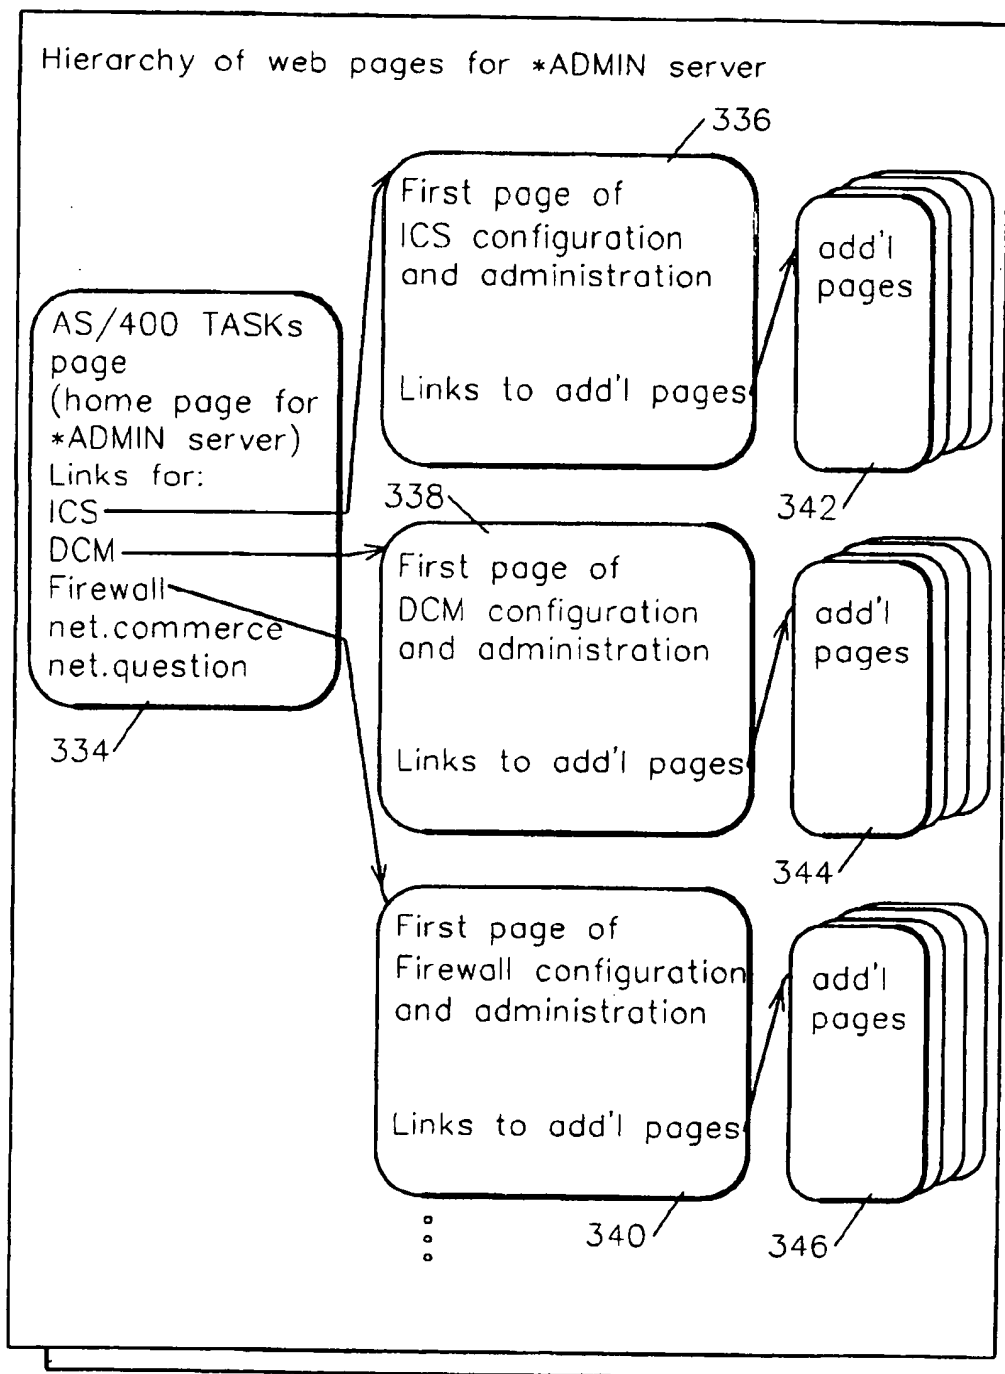 Hierarchy of web pages for *ADMIN server
336
First page of
ICS configuration
and administration
Links to add'l pages
add'l
pages
342
AS/400 TASKs
page
(home page for
*ADMIN server)
Links for:
ICS
DCM
Firewall
net.commerce
net.question
334
338
First page of
DCM configuration
and administration
Links to add'l pages
add'l
pages
344
First page of
Firewall configuration
and administration
Links to add'l pages
340
add'l
pages
346